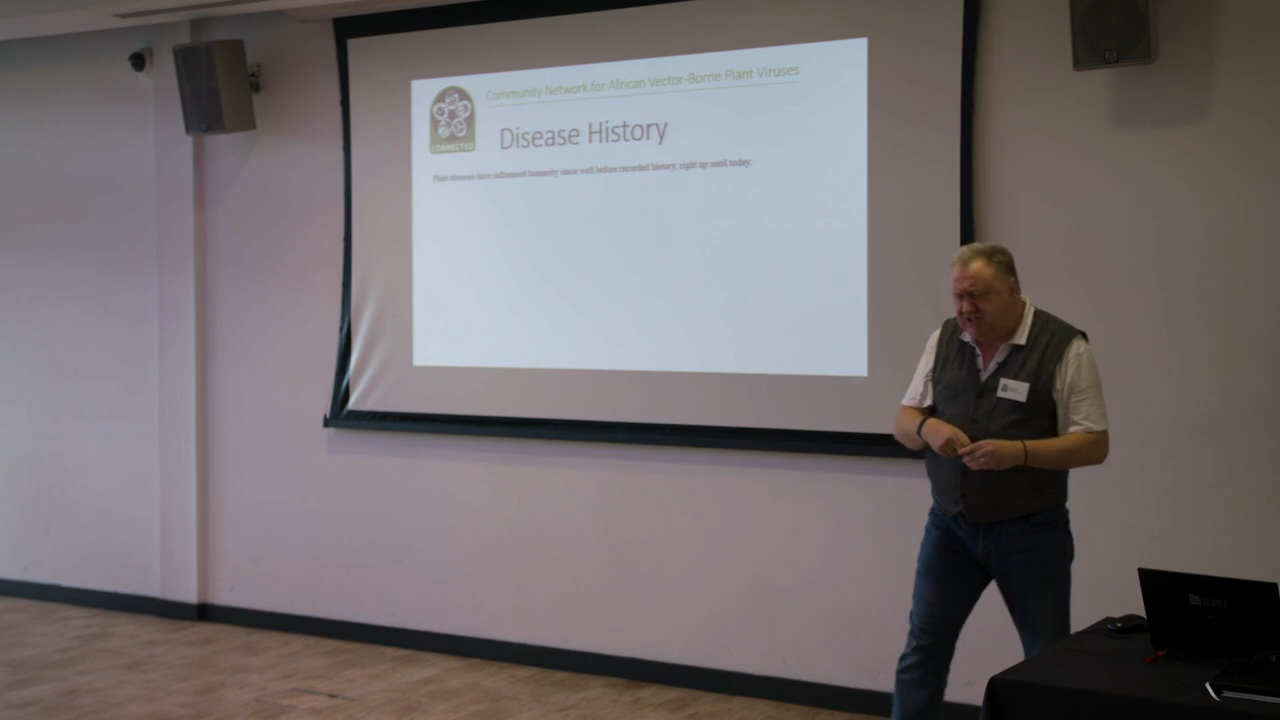 Community Network for African Vector-Borne Plant Viruses
CONNECTED
Disease History
Plant diseases have influenced humanity since well before recorded history, right up until today.